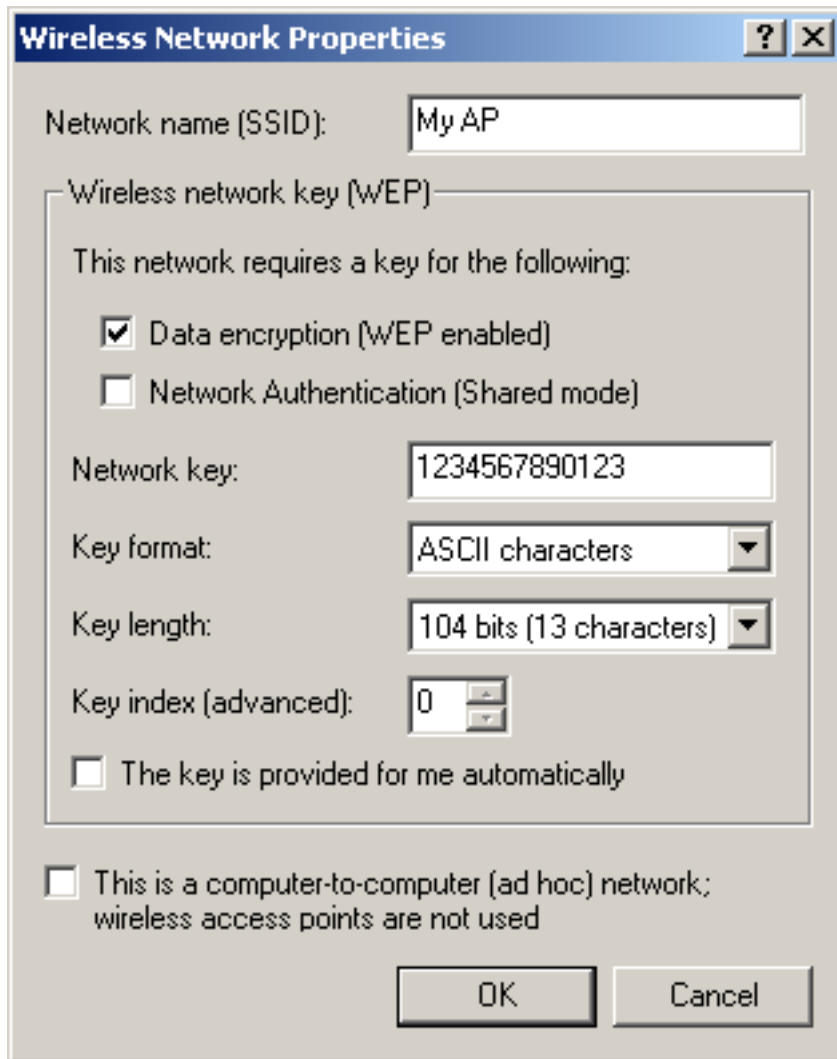 Wireless Network Properties
Network name (SSID): My AP
Wireless network key (WEP)
This network requires a key for the following:
Data encryption (WEP enabled)
Network Authentication (Shared mode)
Network key: 1234567890123
Key format: ASCII characters
Key length: 104 bits (13 characters)
Key index (advanced): 0
The key is provided for me automatically
This is a computer-to-computer (ad hoc) network;
wireless access points are not used
OK Cancel